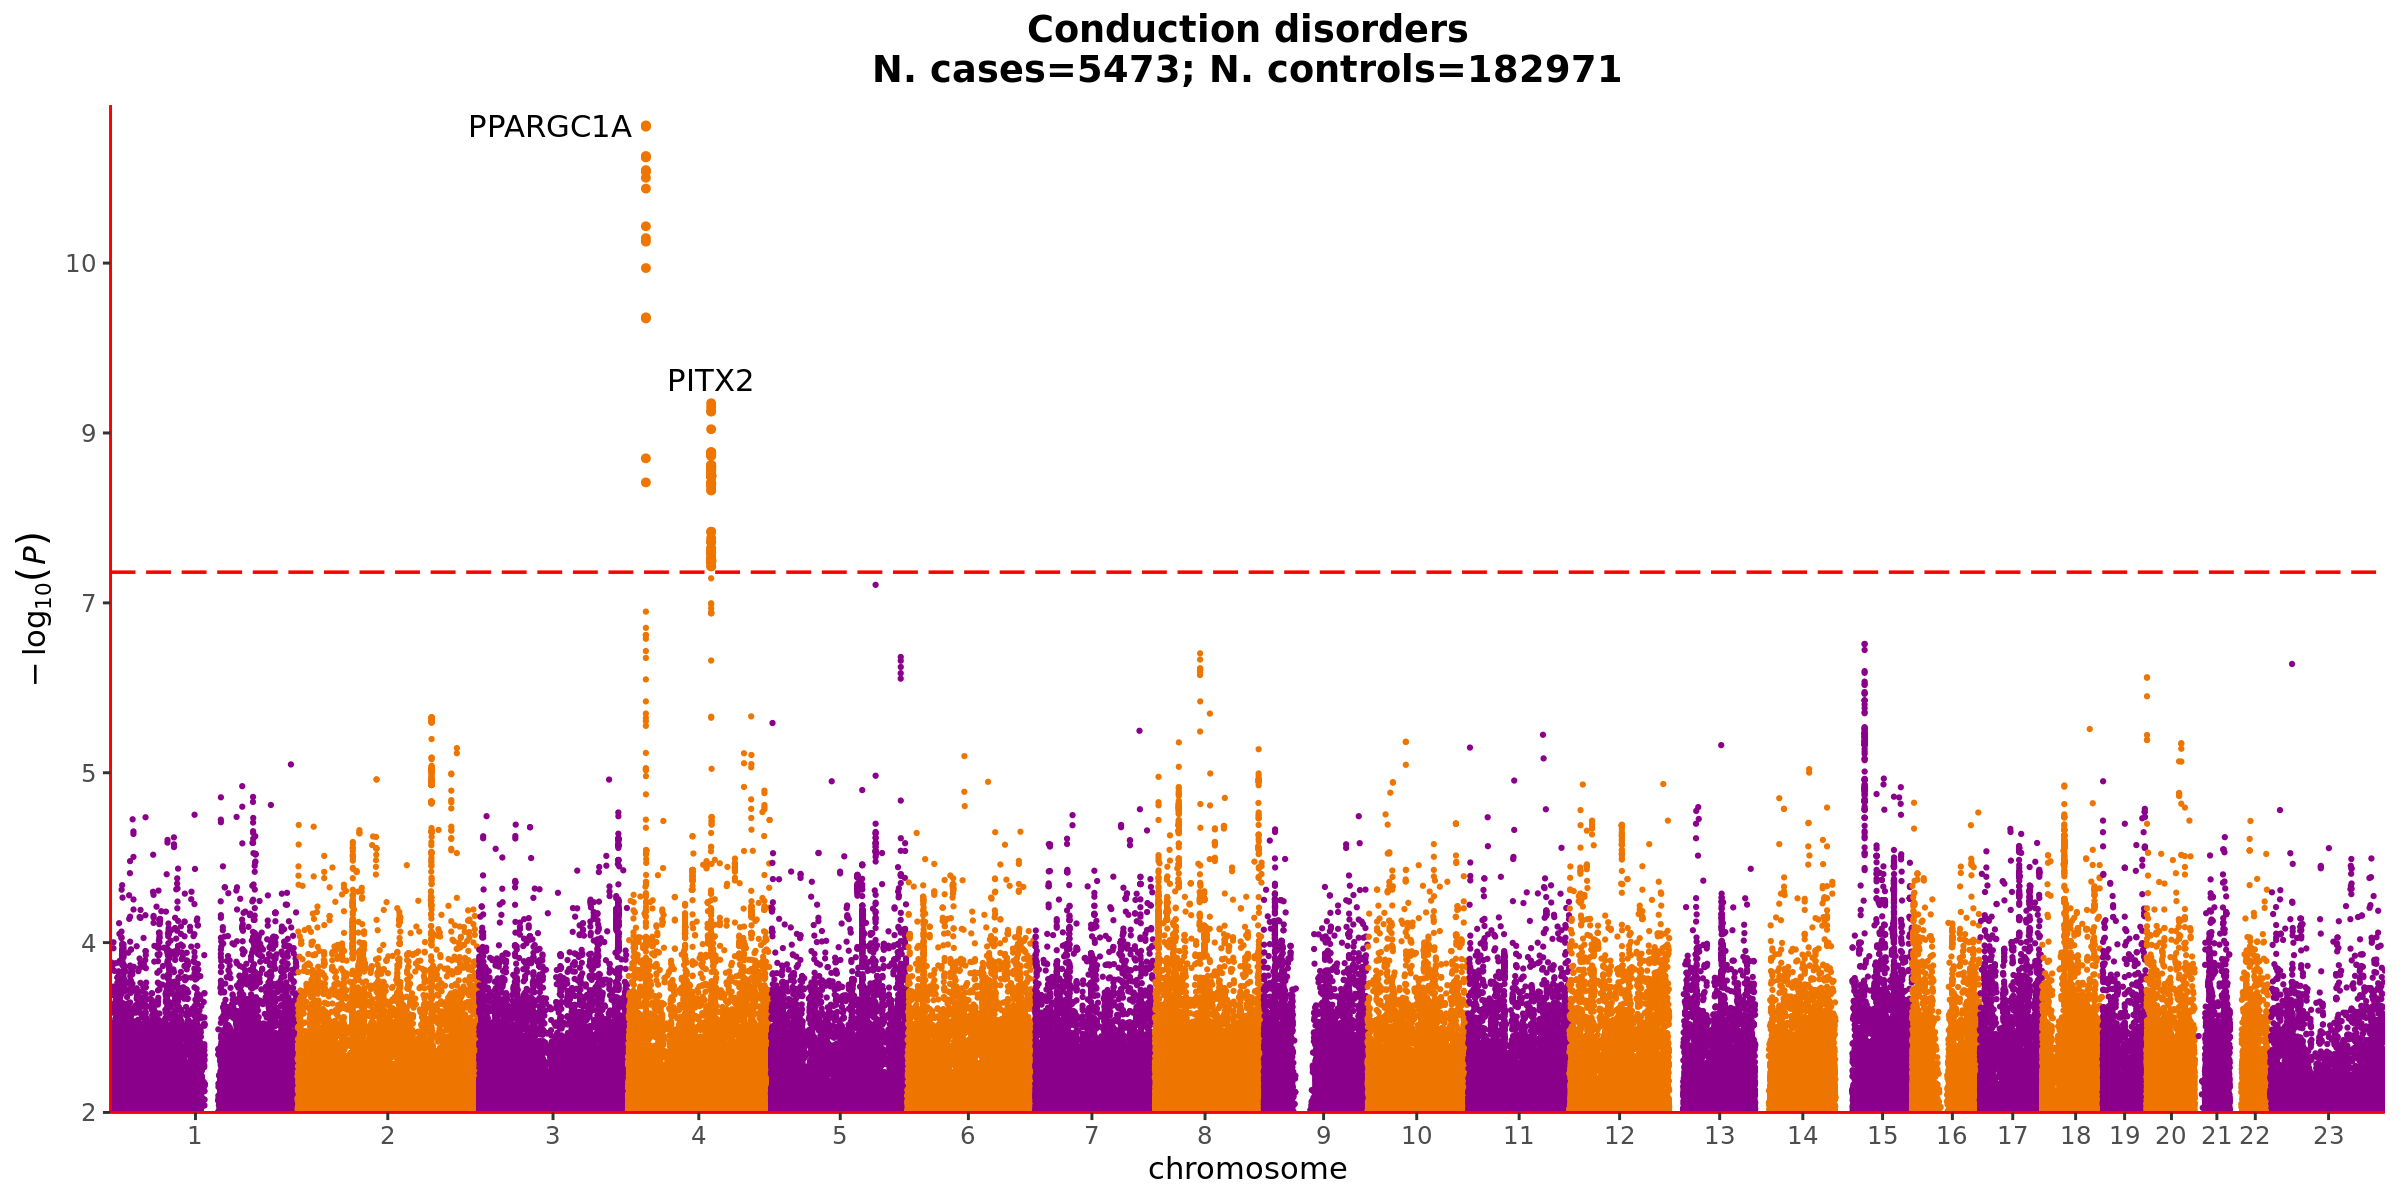 Conduction disorders
N. cases=5473; N. controls=182971
PPARGC1A
PITX2
10
9
7
5
4
2
− log10(P)
1 2 3 4 5 6 7 8 9 10 11 12 13 14 15 16 17 18 19 20 21 22 23
chromosome